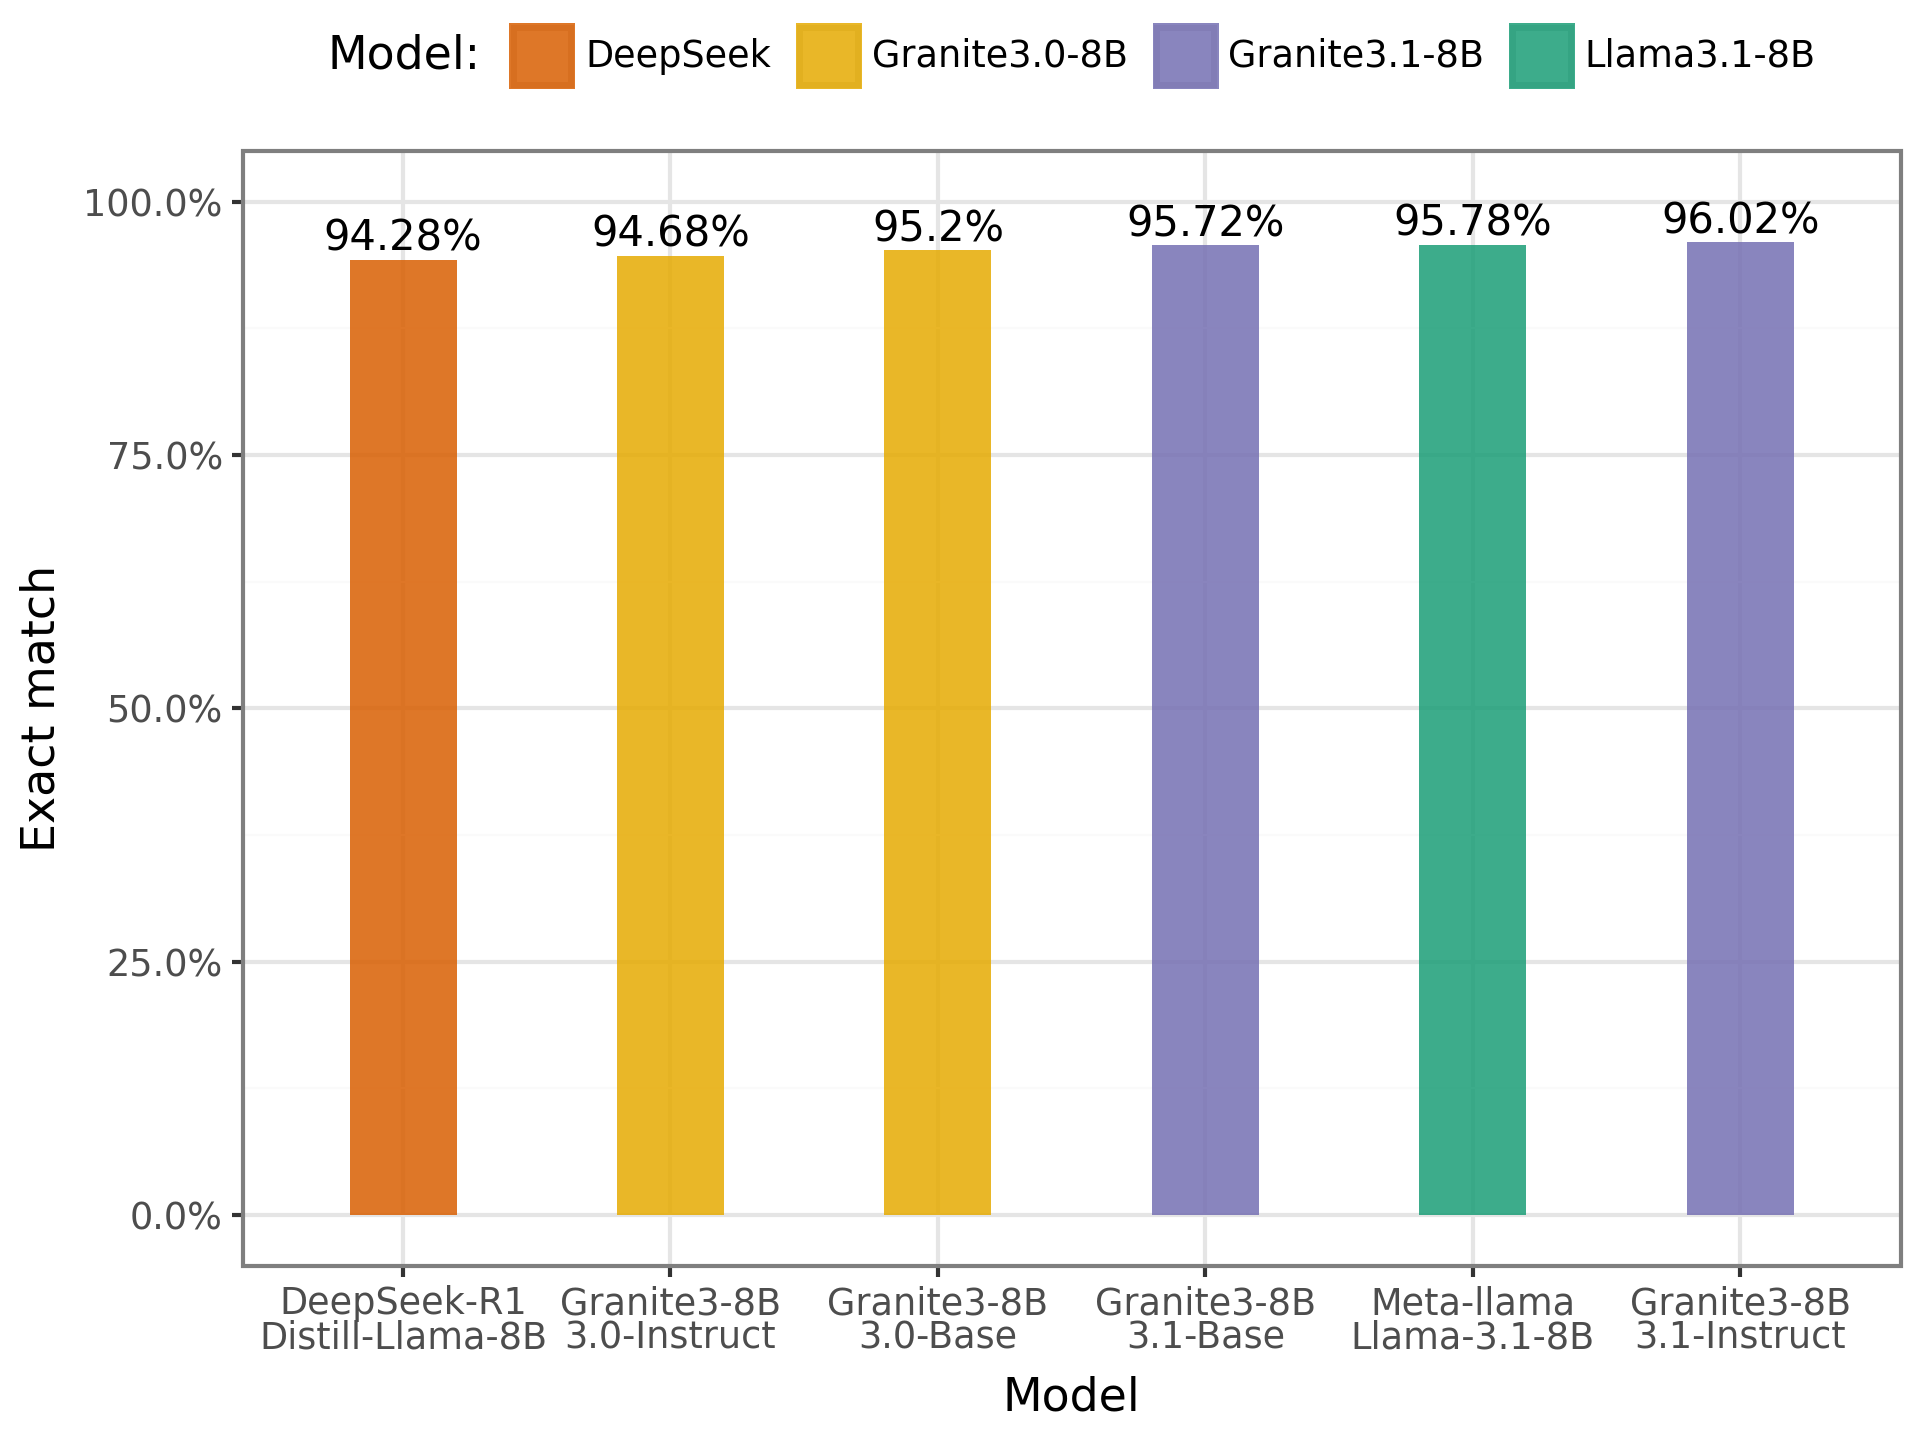 Model: DeepSeek Granite3.0-8B Granite3.1-8B Llama3.1-8B
100.0%
75.0%
50.0%
25.0%
0.0%
Exact match
94.28% 94.68% 95.2% 95.72% 95.78% 96.02%
DeepSeek-R1 Granite3-8B Granite3-8B Granite3-8B Meta-llama Granite3-8B
Distill-Llama-8B 3.0-Instruct 3.0-Base 3.1-Base Llama-3.1-8B 3.1-Instruct
Model